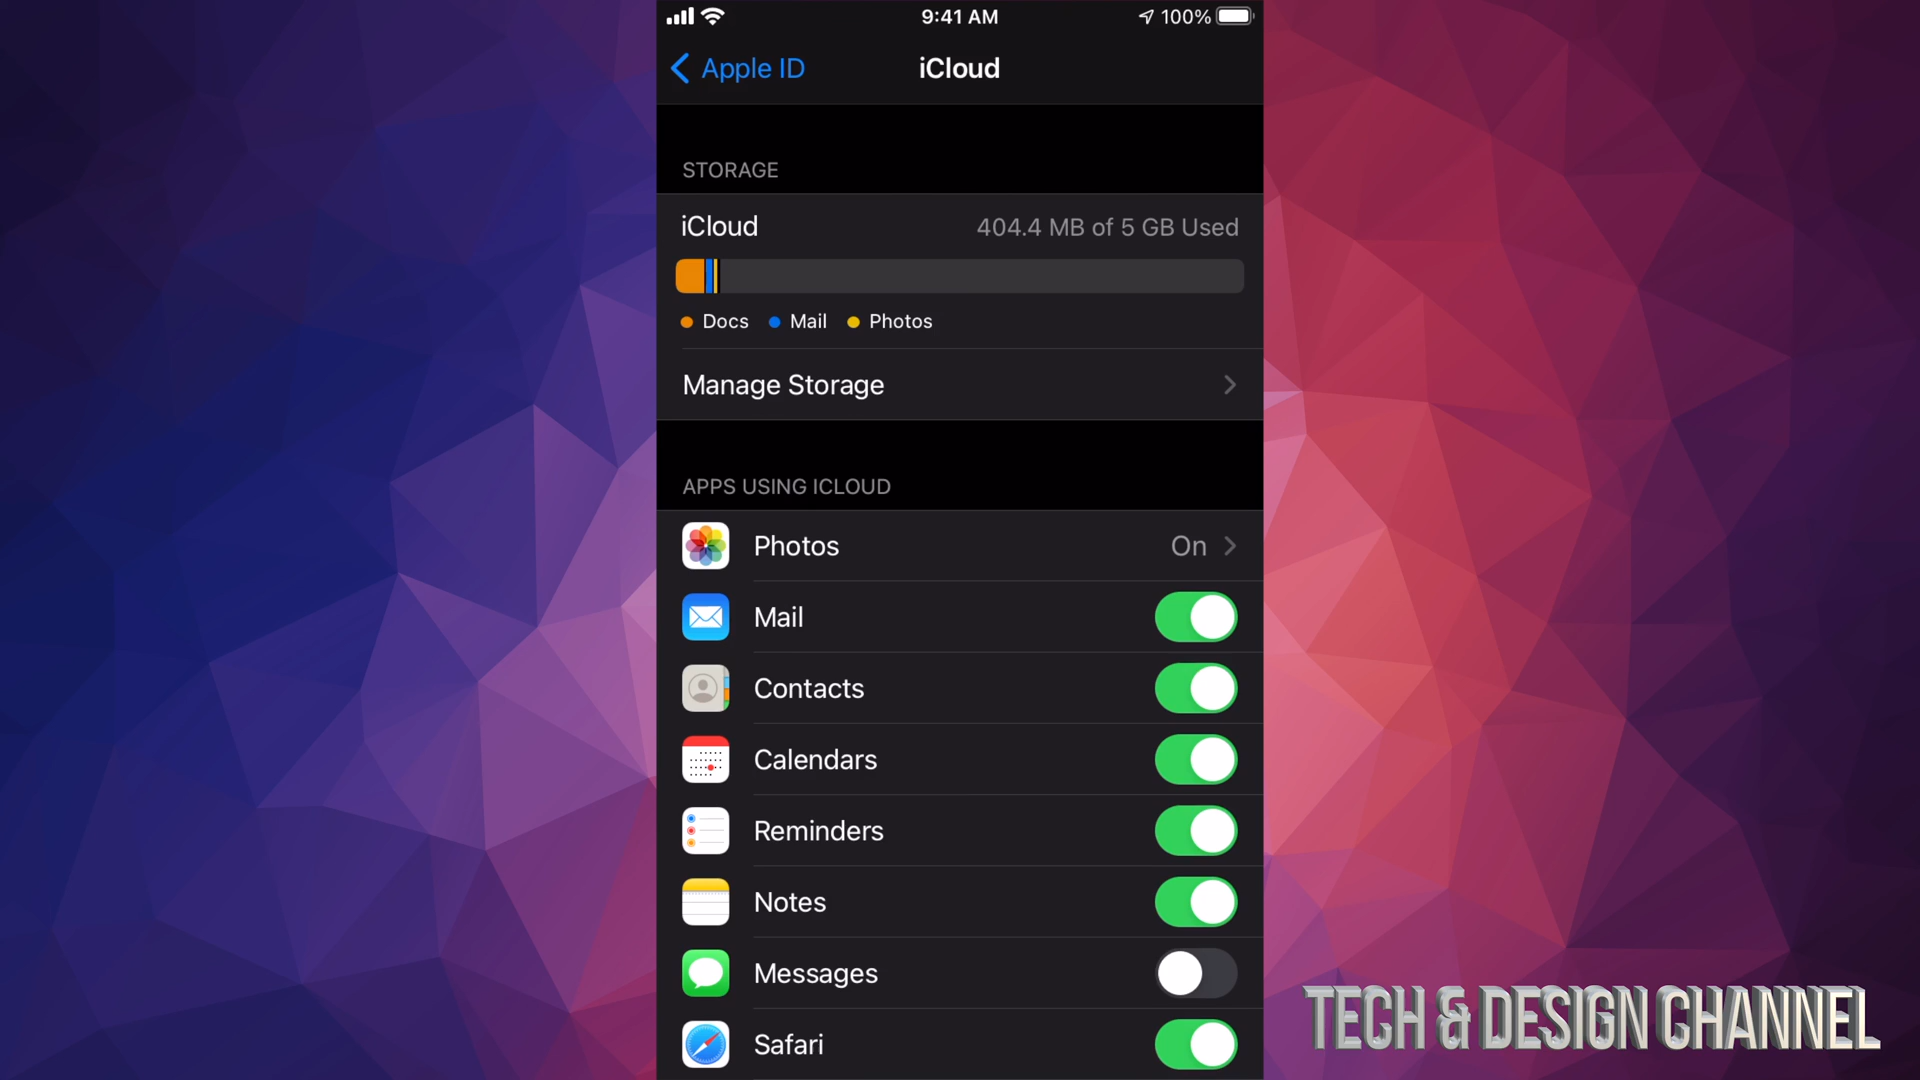 9:41 AM
100%
Apple ID
iCloud
STORAGE
iCloud
404.4 MB of 5 GB Used
Docs
Mail
Photos
Manage Storage
APPS USING ICLOUD
Photos
On
Mail
Contacts
Calendars
Reminders
Notes
Messages
Safari
TECH & DESIGN CHANNEL